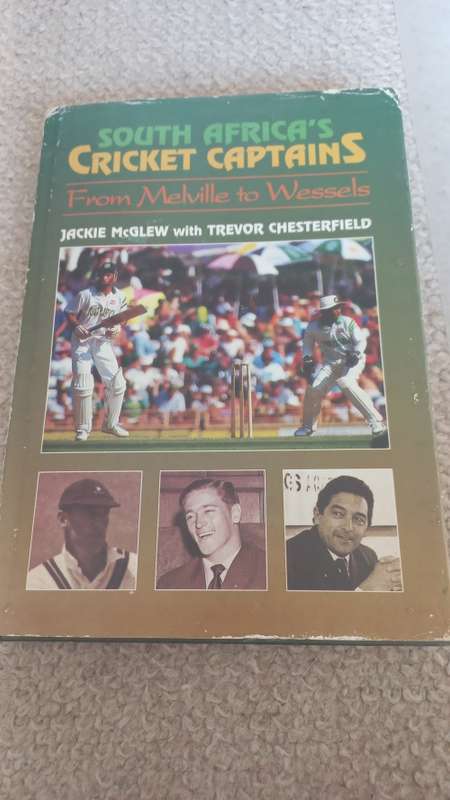 SOUTH AFRICA'S
CRICKET CAPTAINS
From Melville to Wessels
JACKIE McGLEW with TREVOR CHESTERFIELD